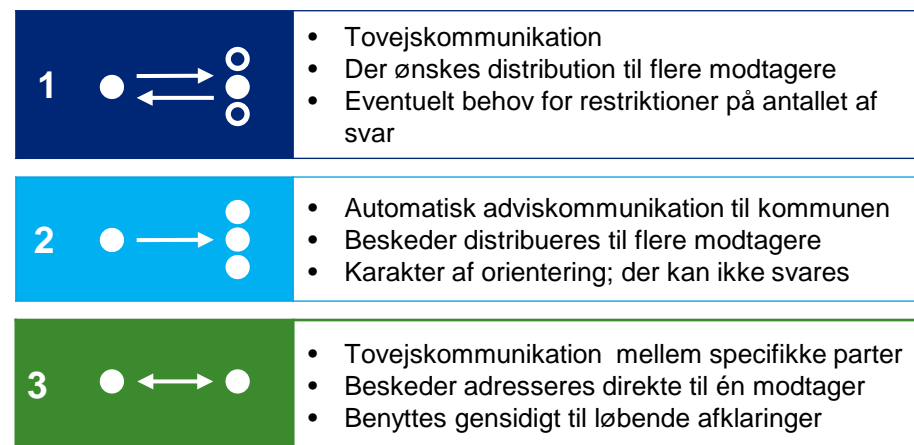 1
• Tovejskommunikation
• Der ønskes distribution til flere modtagere
• Eventuelt behov for restriktioner på antallet af
svar
2
• Automatisk adviskommunikation til kommunen
• Beskeder distribueres til flere modtagere
• Karakter af orientering; der kan ikke svares
3
• Tovejskommunikation  mellem specifikke parter
• Beskeder adresseres direkte til én modtager
• Benyttes gensidigt til løbende afklaringer